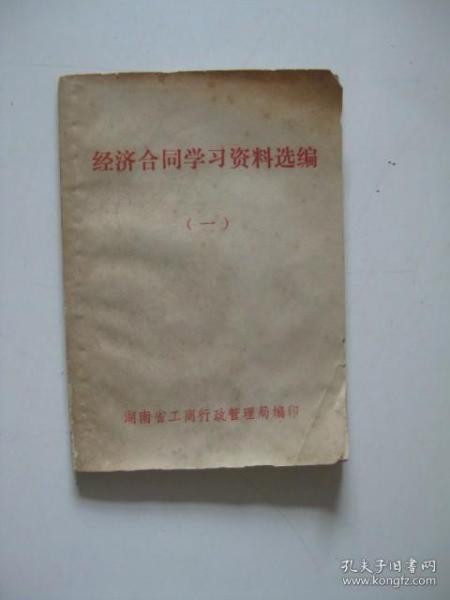 经济合同学习资料选编
（一）
湖南省工商行政管理局编印
孔夫子旧书网
www.kongfz.com